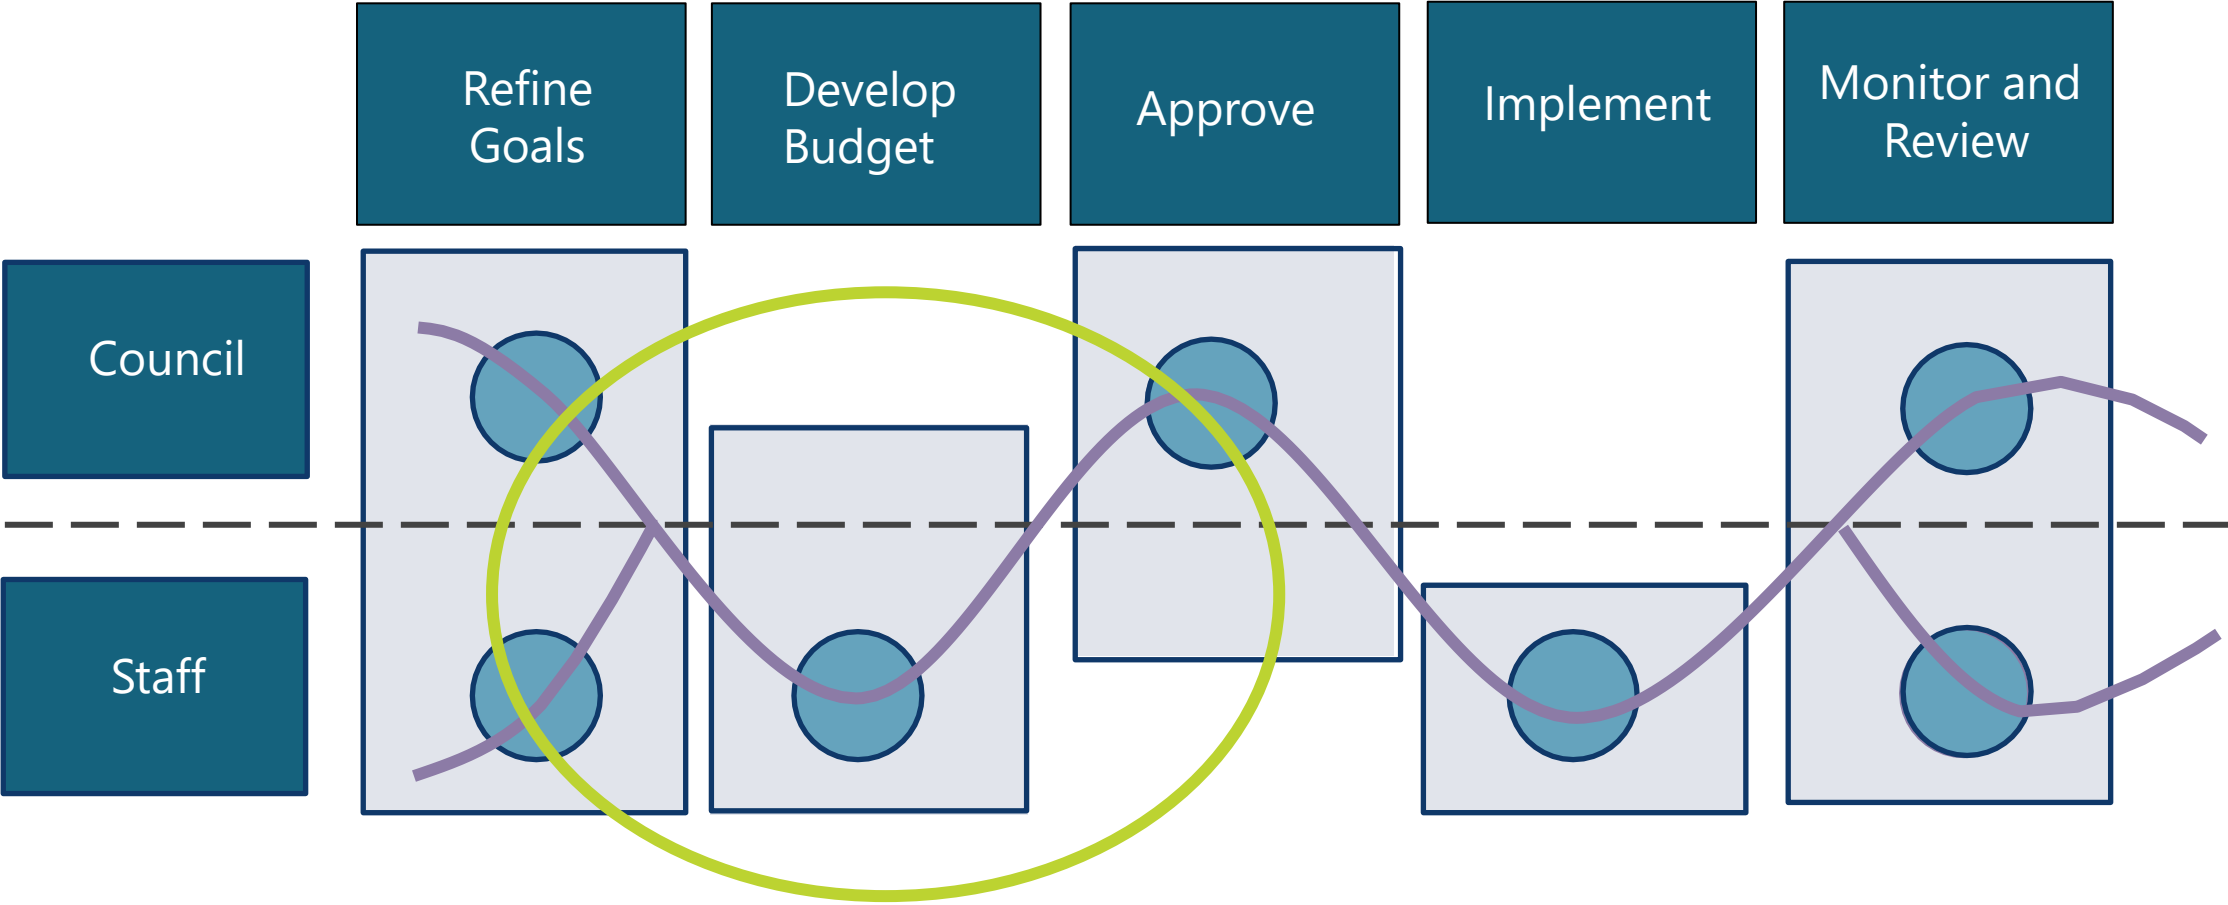 Refine
Goals
Develop
Budget
Approve
Implement
Monitor and
Review
Council
Staff